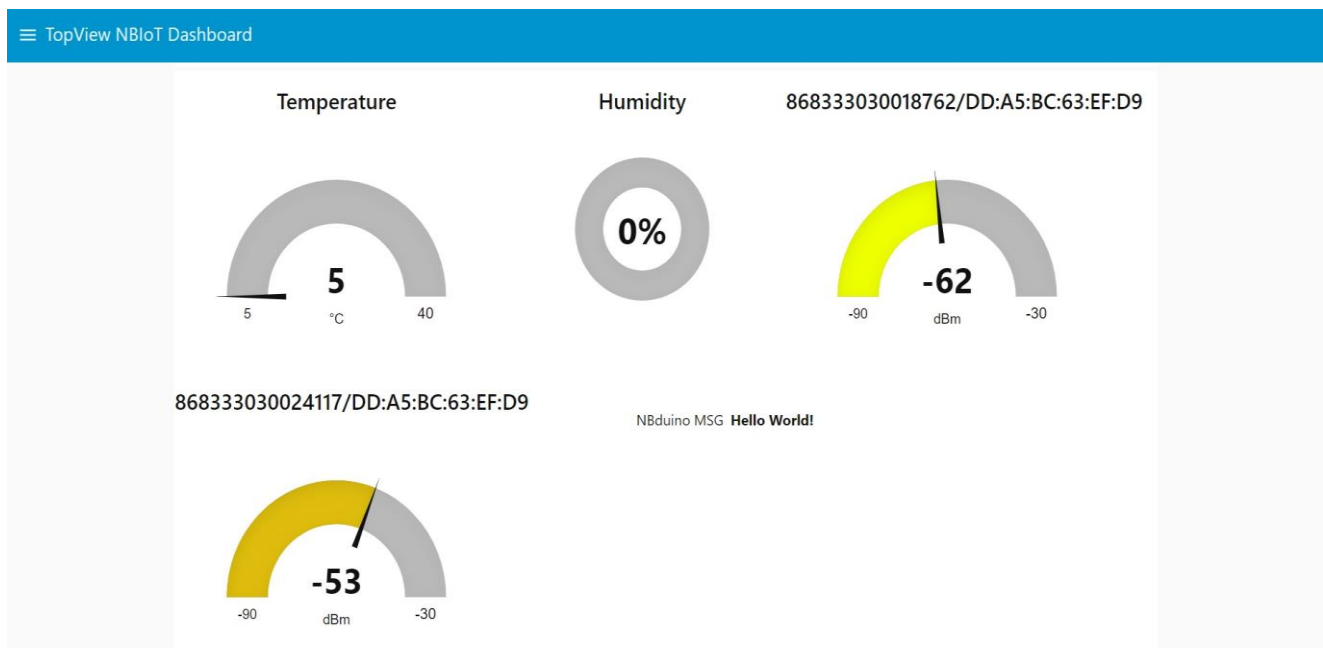 TopView NBIoT Dashboard
Temperature
5
5
°C
40
Humidity
0%
868333030018762/DD:A5:BC:63:EF:D9
-62
-90
dBm
-30
868333030024117/DD:A5:BC:63:EF:D9
-53
-90
dBm
-30
NBduino MSG Hello World!